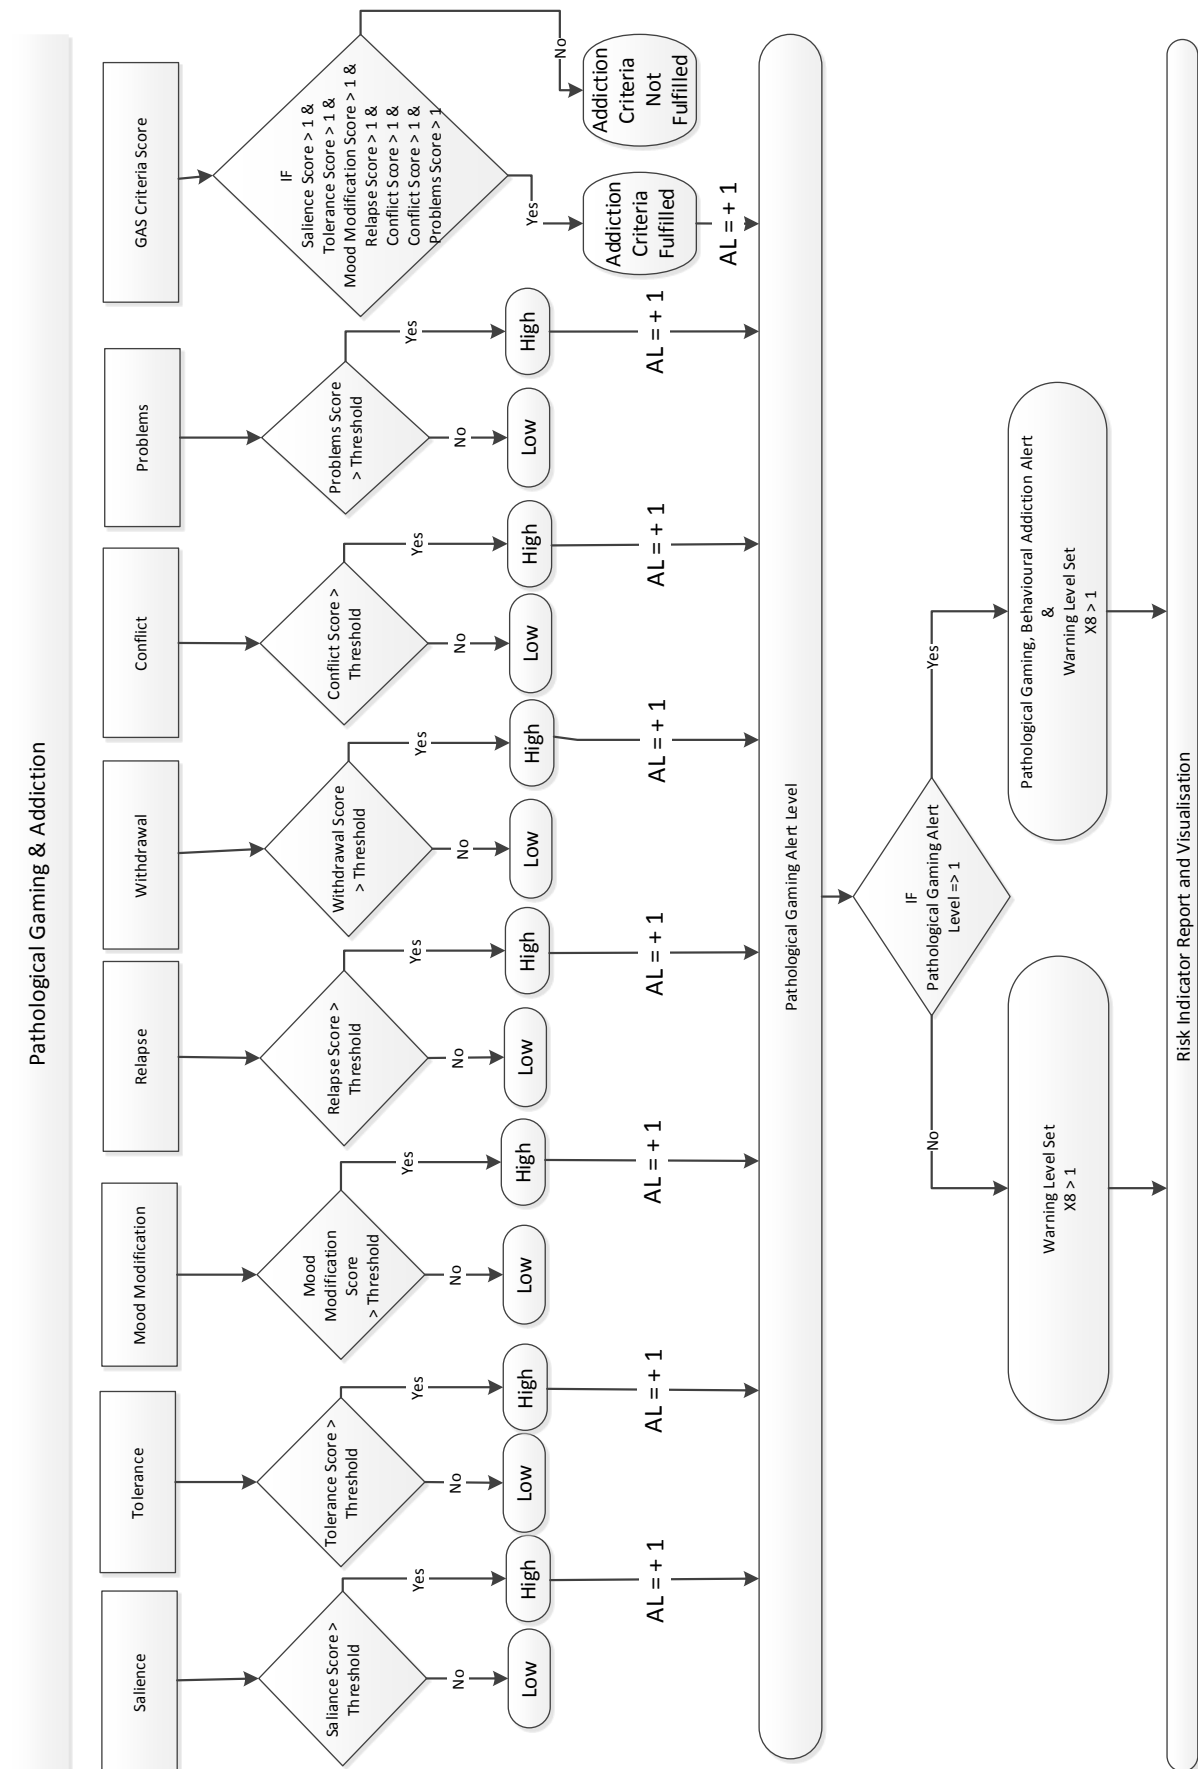 Pathological Gaming & Addiction
Salience
Tolerance
Mood Modification
Relapse
Withdrawal
Conflict
Problems
GAS Criteria Score
Saliance Score >
Threshold
Tolerance Score >
Threshold
Mood
Modification
Score
> Threshold
Relapse Score >
Threshold
Withdrawal Score
> Threshold
Conflict Score >
Threshold
Problems Score
> Threshold
IF
Salience Score > 1 &
Tolerance Score > 1 &
Mood Modification Score > 1 &
Relapse Score > 1 &
Conflict Score > 1 &
Conflict Score > 1 &
Problems Score > 1
No
Yes
No
Yes
No
Yes
No
Yes
No
Yes
No
Yes
No
Yes
Yes
No
Low
High
Low
High
Low
High
Low
High
Low
High
Low
High
Low
High
Addiction
Criteria
Fulfilled
Addiction
Criteria
Not
Fulfilled
AL = + 1
AL = + 1
AL = + 1
AL = + 1
AL = + 1
AL = + 1
AL = + 1
AL = + 1
Pathological Gaming Alert Level
IF
Pathological Gaming Alert
Level => 1
No
Yes
Warning Level Set
X8 > 1
Pathological Gaming, Behavioural Addiction Alert
&
Warning Level Set
X8 > 1
Risk Indicator Report and Visualisation